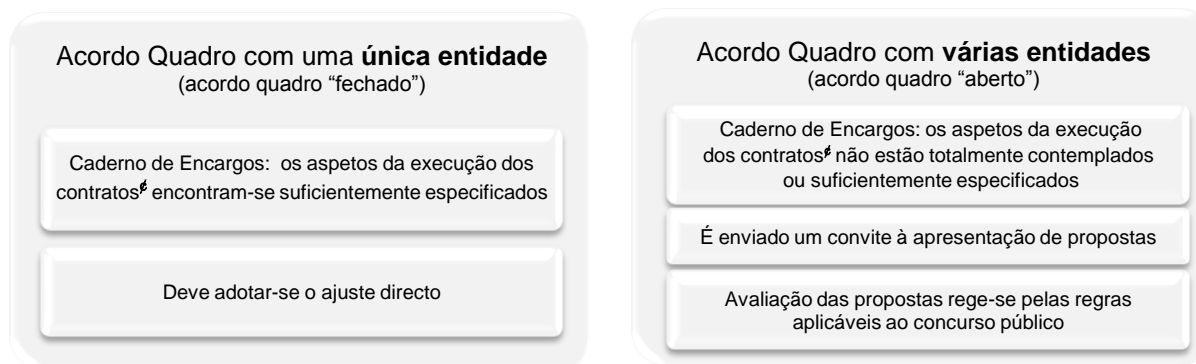 Acordo Quadro com uma única entidade
(acordo quadro “fechado”)
Caderno de Encargos: os aspetos da execução dos
contratos encontram-se suficientemente especificados
Deve adotar-se o ajuste directo
Acordo Quadro com várias entidades
(acordo quadro “aberto”)
Caderno de Encargos: os aspetos da execução
dos contratos não estão totalmente contemplados
ou suficientemente especificados
É enviado um convite à apresentação de propostas
Avaliação das propostas rege-se pelas regras
aplicáveis ao concurso público